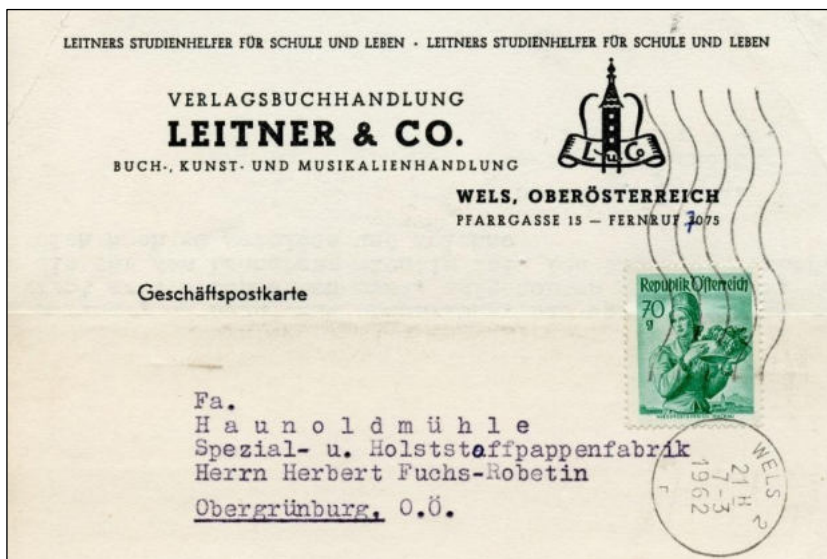 LEITNERS STUDIENHELFER FÜR SCHULE UND LEBEN · LEITNERS STUDIENHELFER FÜR SCHULE UND LEBEN
VERLAGSBUCHHANDLUNG
LEITNER & CO.
BUCH-, KUNST- UND MUSIKALIENHANDLUNG
L. u. Co
WELS, OBERÖSTERREICH
PFARRGASSE 15 — FERNRUF 7075
Geschäftspostkarte
Republik Österreich
70
g
Fa.
Haunoldmühle
Spezial- u. Holststoffpappenfabrik
Herrn Herbert Fuchs-Robetin
Obergrünburg, O.Ö.
WELS 2
21 H
7-3
1962
r